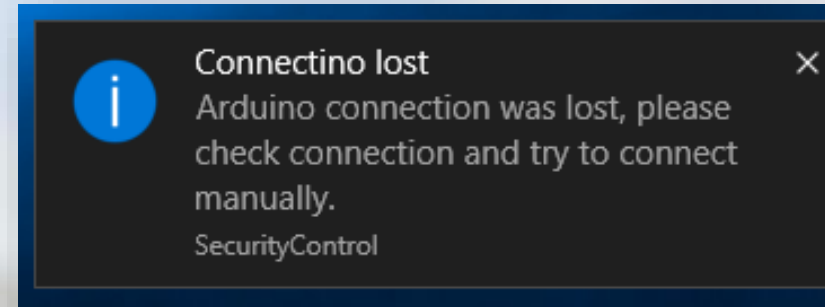 Connectino lost
Arduino connection was lost, please
check connection and try to connect
manually.
SecurityControl